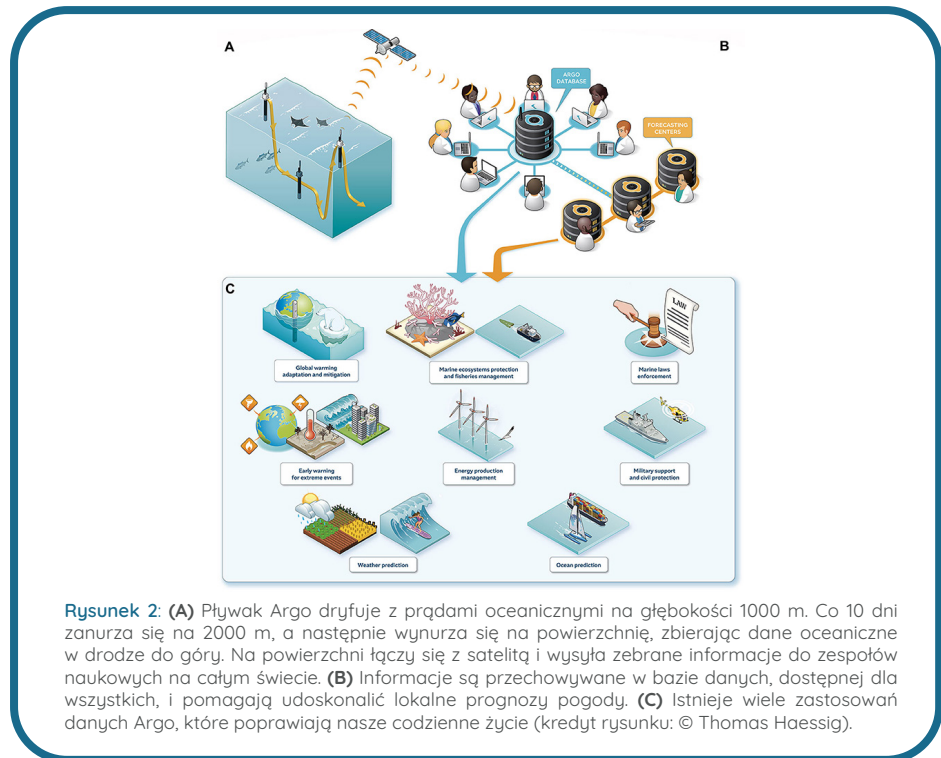 A
B
ARGO
DATABASE
FORECASTING
CENTERS
C
LAW
Global warming
adaptation and mitigation
Marine ecosystems protection
and fisheries management
Marine laws
enforcement
Early warning
for extreme events
Energy production
management
Military support
and civil protection
Weather prediction
Ocean prediction
Rysunek 2: (A) Pływak Argo dryfuje z prądami oceanicznymi na głębokości 1000 m. Co 10 dni
zanurza się na 2000 m, a następnie wynurza się na powierzchnię, zbierając dane oceaniczne
w drodze do góry. Na powierzchni łączy się z satelitą i wysyła zebrane informacje do zespołów
naukowych na całym świecie. (B) Informacje są przechowywane w bazie danych, dostępnej dla
wszystkich, i pomagają udoskonalić lokalne prognozy pogody. (C) Istnieje wiele zastosowań
danych Argo, które poprawiają nasze codzienne życie (kredyt rysunku: © Thomas Haessig).